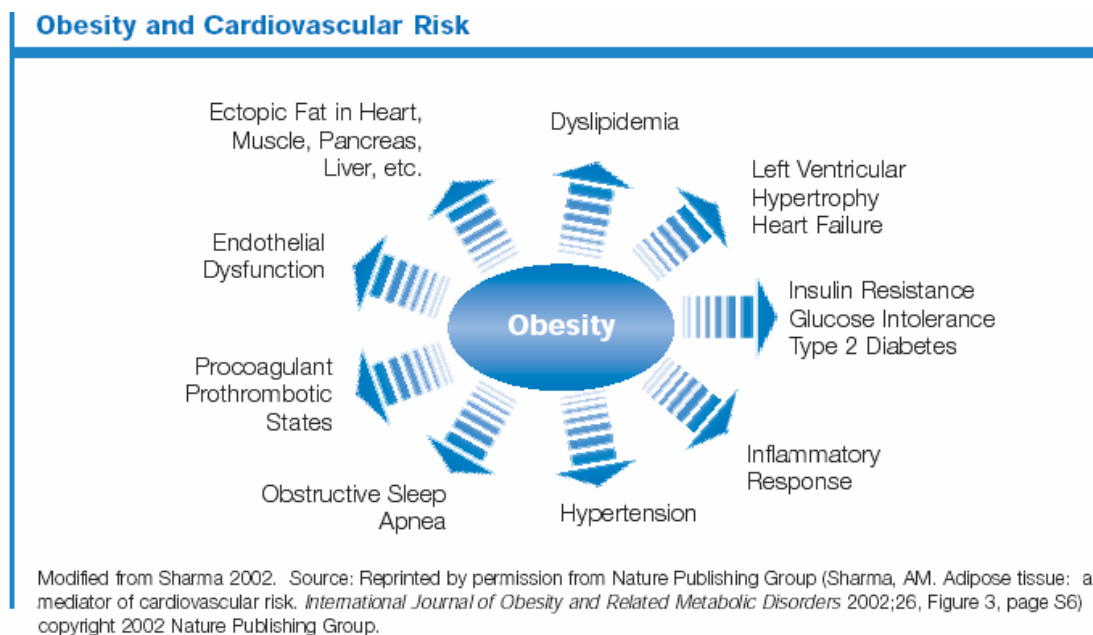 Obesity and Cardiovascular Risk
Ectopic Fat in Heart,
Muscle, Pancreas,
Liver, etc.
Dyslipidemia
Left Ventricular
Hypertrophy
Heart Failure
Endothelial
Dysfunction
Obesity
Insulin Resistance
Glucose Intolerance
Type 2 Diabetes
Procoagulant
Prothrombotic
States
Inflammatory
Response
Obstructive Sleep
Apnea
Hypertension
Modified from Sharma 2002. Source: Reprinted by permission from Nature Publishing Group (Sharma, AM. Adipose tissue: a
mediator of cardiovascular risk. International Journal of Obesity and Related Metabolic Disorders 2002;26, Figure 3, page S6)
copyright 2002 Nature Publishing Group.